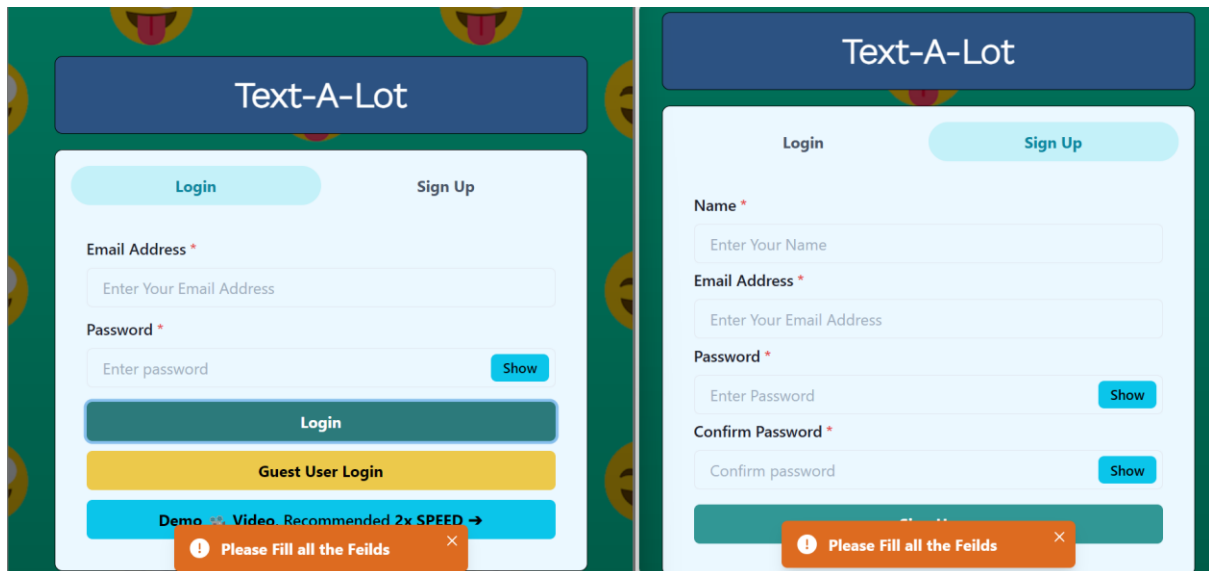 Text-A-Lot
Login
Sign Up
Email Address *
Enter Your Email Address
Password *
Enter password
Show
Login
Guest User Login
Demo Video, Recommended 2x SPEED ➔
Please Fill all the Feilds
Text-A-Lot
Login
Sign Up
Name *
Enter Your Name
Email Address *
Enter Your Email Address
Password *
Enter Password
Show
Confirm Password *
Confirm password
Show
Please Fill all the Feilds